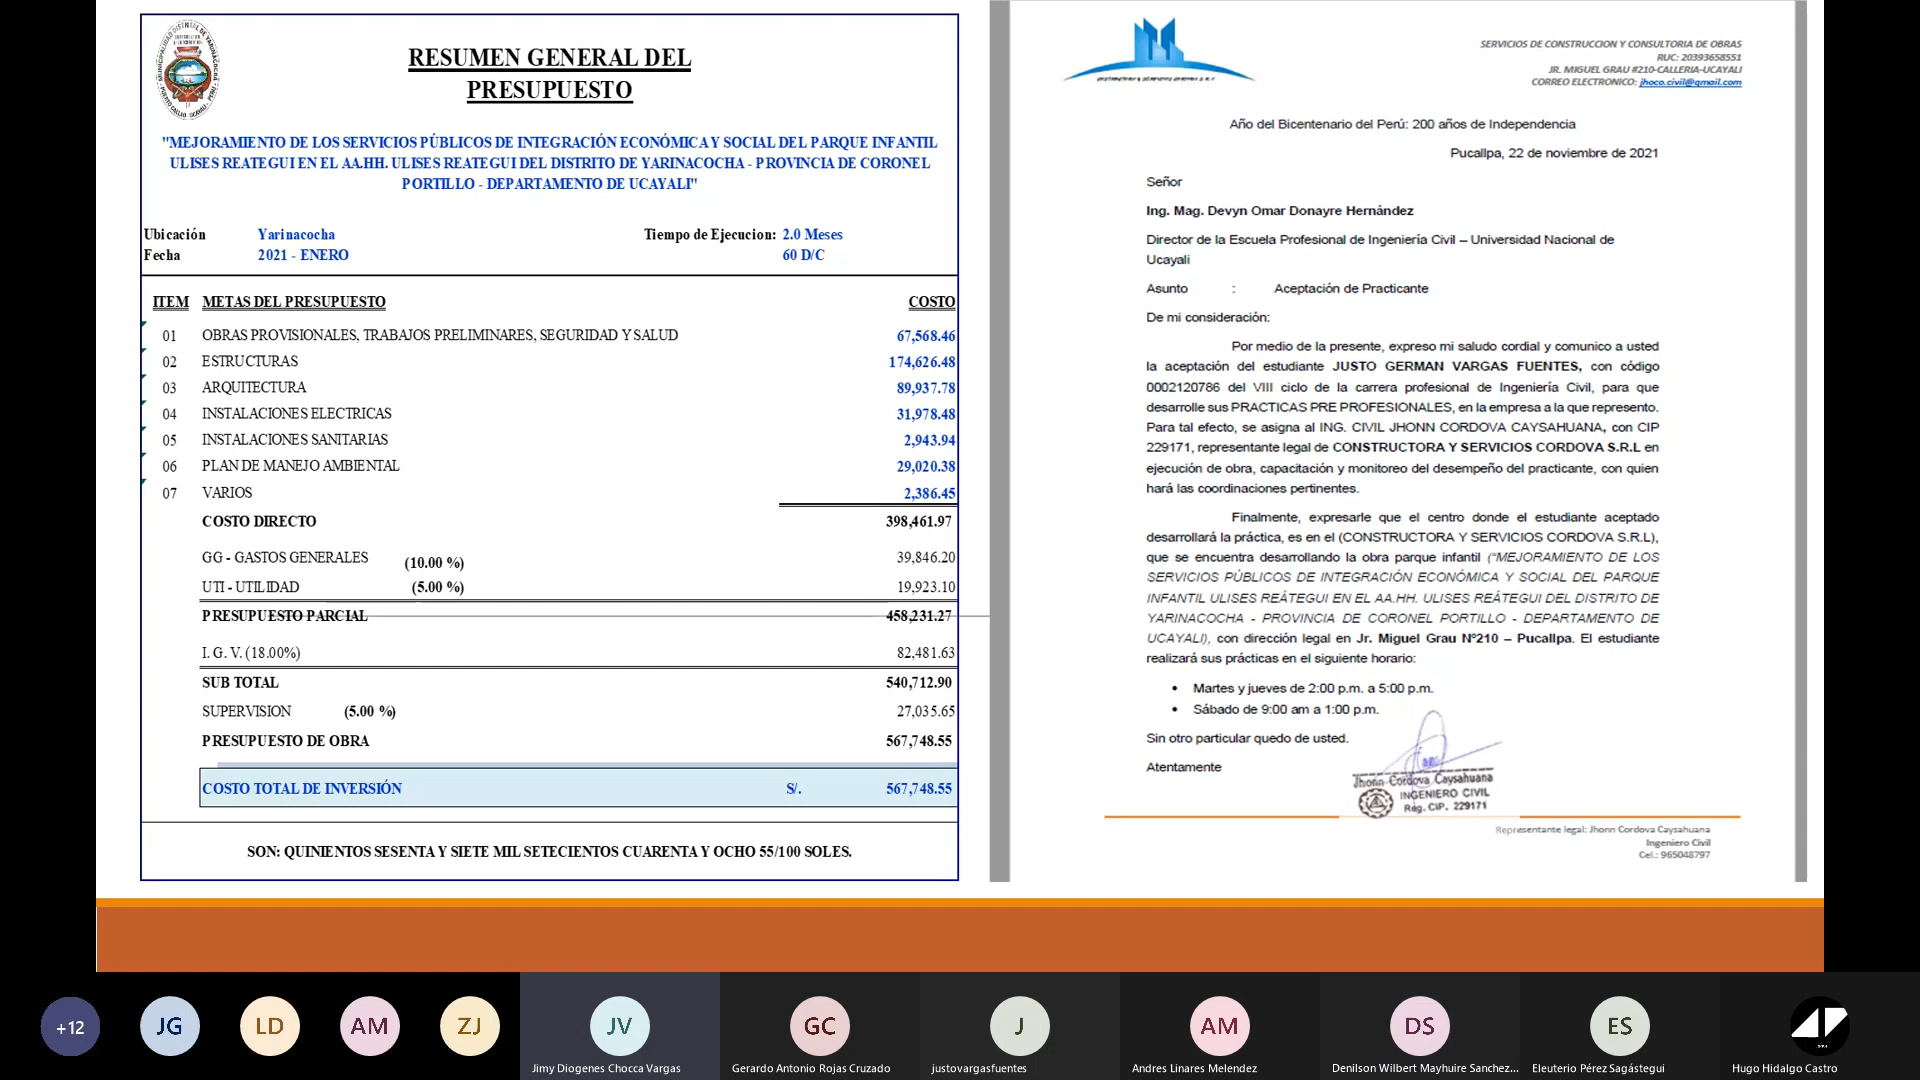 RESUMEN GENERAL DEL
PRESUPUESTO
"MEJORAMIENTO DE LOS SERVICIOS PÚBLICOS DE INTEGRACIÓN ECONÓMICA Y SOCIAL DEL PARQUE INFANTIL
ULISES REATEGUI EN EL AA.HH. ULISES REATEGUI DEL DISTRITO DE YARINACOCHA - PROVINCIA DE CORONEL
PORTILLO - DEPARTAMENTO DE UCAYALI"
Ubicación Yarinacocha Tiempo de Ejecucion: 2.0 Meses
Fecha 2021 - ENERO 60 D/C
ITEM METAS DEL PRESUPUESTO COSTO
01 OBRAS PROVISIONALES, TRABAJOS PRELIMINARES, SEGURIDAD Y SALUD 67,568.46
02 ESTRUCTURAS 174,626.48
03 ARQUITECTURA 89,937.78
04 INSTALACIONES ELECTRICAS 31,978.48
05 INSTALACIONES SANITARIAS 2,943.94
06 PLAN DE MANEJO AMBIENTAL 29,020.38
07 VARIOS 2,386.45
COSTO DIRECTO 398,461.97
GG - GASTOS GENERALES (10.00 %) 39,846.20
UTI - UTILIDAD (5.00 %) 19,923.10
PRESUPUESTO PARCIAL 458,231.27
I. G. V. (18.00%) 82,481.63
SUB TOTAL 540,712.90
SUPERVISION (5.00 %) 27,035.65
PRESUPUESTO DE OBRA 567,748.55
COSTO TOTAL DE INVERSIÓN S/. 567,748.55
SON: QUINIENTOS SESENTA Y SIETE MIL SETECIENTOS CUARENTA Y OCHO 55/100 SOLES.
SERVICIOS DE CONSTRUCCION Y CONSULTORIA DE OBRAS
RUC: 20393658551
JR. MIGUEL GRAU #210-CALLERIA-UCAYALI
CORREO ELECTRONICO: jhoco.civil@gmail.com
Año del Bicentenario del Perú: 200 años de Independencia
Pucallpa, 22 de noviembre de 2021
Señor
Ing. Mag. Devyn Omar Donayre Hernández
Director de la Escuela Profesional de Ingeniería Civil – Universidad Nacional de
Ucayali
Asunto : Aceptación de Practicante
De mi consideración:
Por medio de la presente, expreso mi saludo cordial y comunico a usted
la aceptación del estudiante JUSTO GERMAN VARGAS FUENTES, con código
0002120786 del VIII ciclo de la carrera profesional de Ingeniería Civil, para que
desarrolle sus PRACTICAS PRE PROFESIONALES, en la empresa a la que represento.
Para tal efecto, se asigna al ING. CIVIL JHONN CORDOVA CAYSAHUANA, con CIP
229171, representante legal de CONSTRUCTORA Y SERVICIOS CORDOVA S.R.L en
ejecución de obra, capacitación y monitoreo del desempeño del practicante, con quien
hará las coordinaciones pertinentes.
Finalmente, expresarle que el centro donde el estudiante aceptado
desarrollará la práctica, es en el (CONSTRUCTORA Y SERVICIOS CORDOVA S.R.L),
que se encuentra desarrollando la obra parque infantil ("MEJORAMIENTO DE LOS
SERVICIOS PÚBLICOS DE INTEGRACIÓN ECONÓMICA Y SOCIAL DEL PARQUE
INFANTIL ULISES REÁTEGUI EN EL AA.HH. ULISES REÁTEGUI DEL DISTRITO DE
YARINACOCHA - PROVINCIA DE CORONEL PORTILLO - DEPARTAMENTO DE
UCAYALI), con dirección legal en Jr. Miguel Grau N°210 – Pucallpa. El estudiante
realizará sus prácticas en el siguiente horario:
• Martes y jueves de 2:00 p.m. a 5:00 p.m.
• Sábado de 9:00 am a 1:00 p.m.
Sin otro particular quedo de usted.
Atentamente
Jhonn Cordova Caysahuana
INGENIERO CIVIL
Reg. CIP. 229171
Representante legal: Jhonn Cordova Caysahuana
Ingeniero Civil
Cel.: 965048797
+12 JG LD AM ZJ JV GC J AM DS ES
Jimy Diogenes Chocca Vargas Gerardo Antonio Rojas Cruzado justovargasfuentes Andres Linares Melendez Denilson Wilbert Mayhuire Sanchez... Eleuterio Pérez Sagástegui Hugo Hidalgo Castro